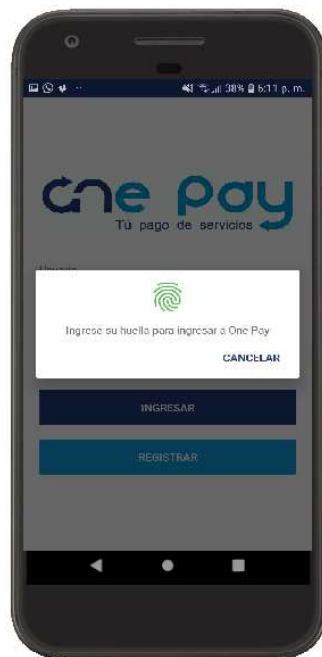 38% 6:11 p. m.
One Pay
Tú pago de servicios
Usuario
Ingrese su huella para ingresar a One Pay
CANCELAR
INGRESAR
REGISTRAR